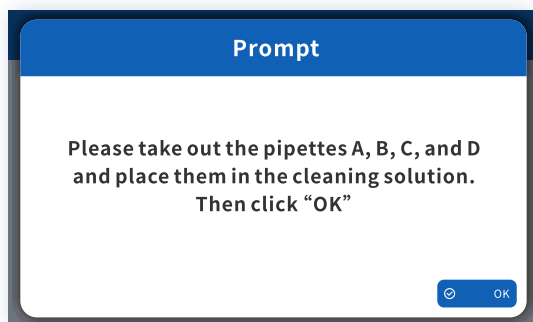 Prompt
Please take out the pipettes A, B, C, and D
and place them in the cleaning solution.
Then click “OK”
OK